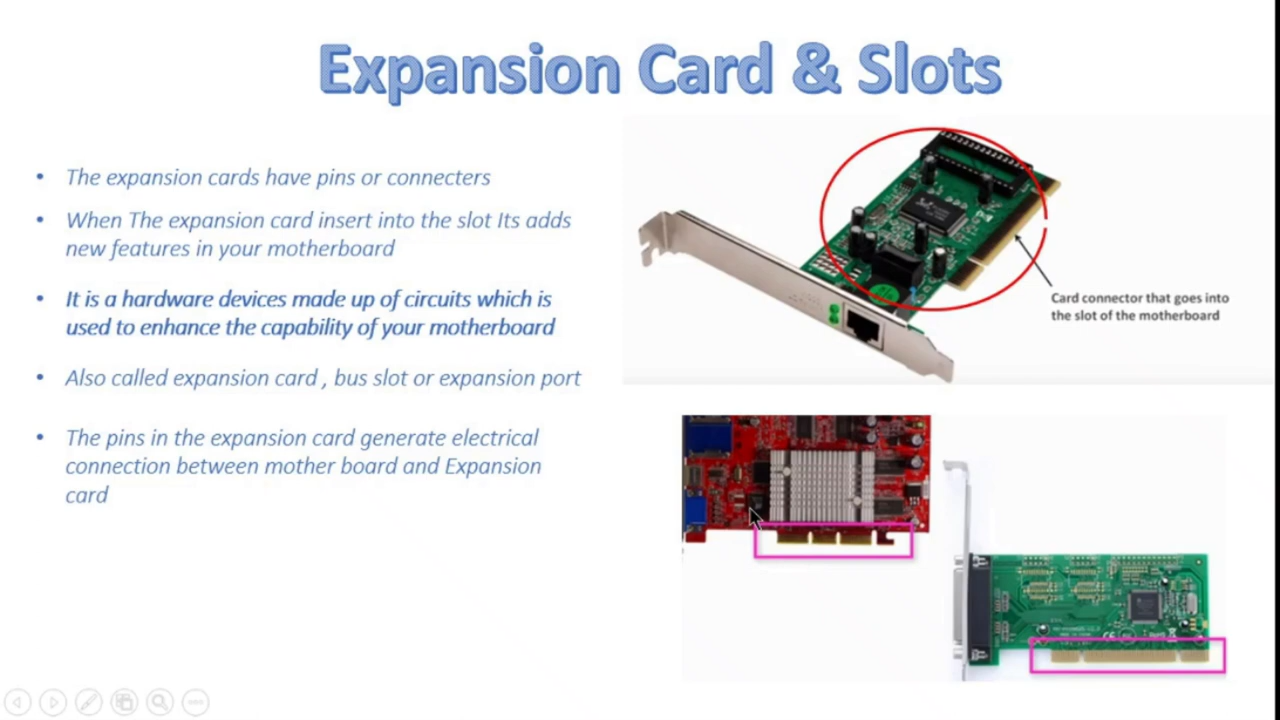 Expansion Card & Slots
• The expansion cards have pins or connecters
• When The expansion card insert into the slot Its adds
new features in your motherboard
• It is a hardware devices made up of circuits which is
used to enhance the capability of your motherboard
• Also called expansion card , bus slot or expansion port
• The pins in the expansion card generate electrical
connection between mother board and Expansion
card
Card connector that goes into
the slot of the motherboard